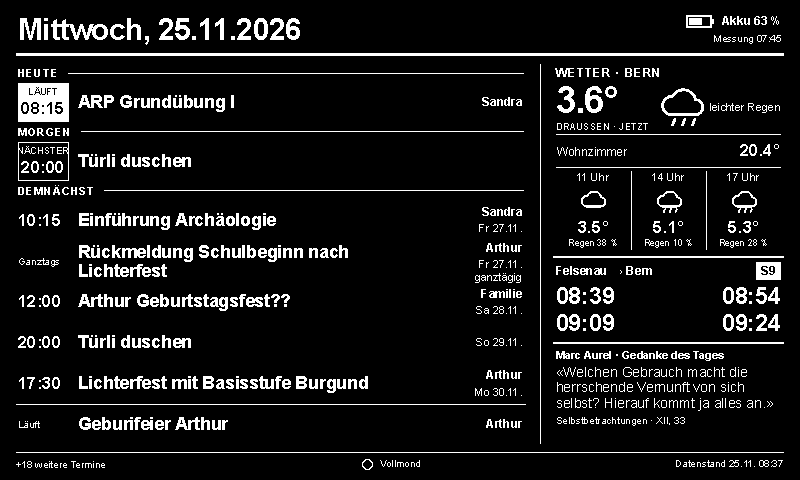 Mittwoch, 25.11.2026
Akku 63 %
Messung 07:45
HEUTE
LÄUFT
08:15 ARP Grundübung I Sandra
MORGEN
NÄCHSTER
20:00 Türli duschen
DEMNÄCHST
10:15 Einführung Archäologie Sandra
Fr 27.11.
Ganztags Rückmeldung Schulbeginn nach Lichterfest Arthur
Fr 27.11.
ganztägig
12:00 Arthur Geburtstagsfest?? Familie
Sa 28.11.
20:00 Türli duschen So 29.11.
17:30 Lichterfest mit Basisstufe Burgund Arthur
Mo 30.11.
Läuft Geburifeier Arthur Arthur
WETTER · BERN
3.6°
leichter Regen
DRAUSSEN · JETZT
Wohnzimmer 20.4°
11 Uhr 14 Uhr 17 Uhr
3.5° 5.1° 5.3°
Regen 38 % Regen 10 % Regen 28 %
Felsenau › Bern S9
08:39 08:54
09:09 09:24
Marc Aurel · Gedanke des Tages
«Welchen Gebrauch macht die
herrschende Vernunft von sich
selbst? Hierauf kommt ja alles an.»
Selbstbetrachtungen · XII, 33
+18 weitere Termine
Vollmond
Datenstand 25.11. 08:37